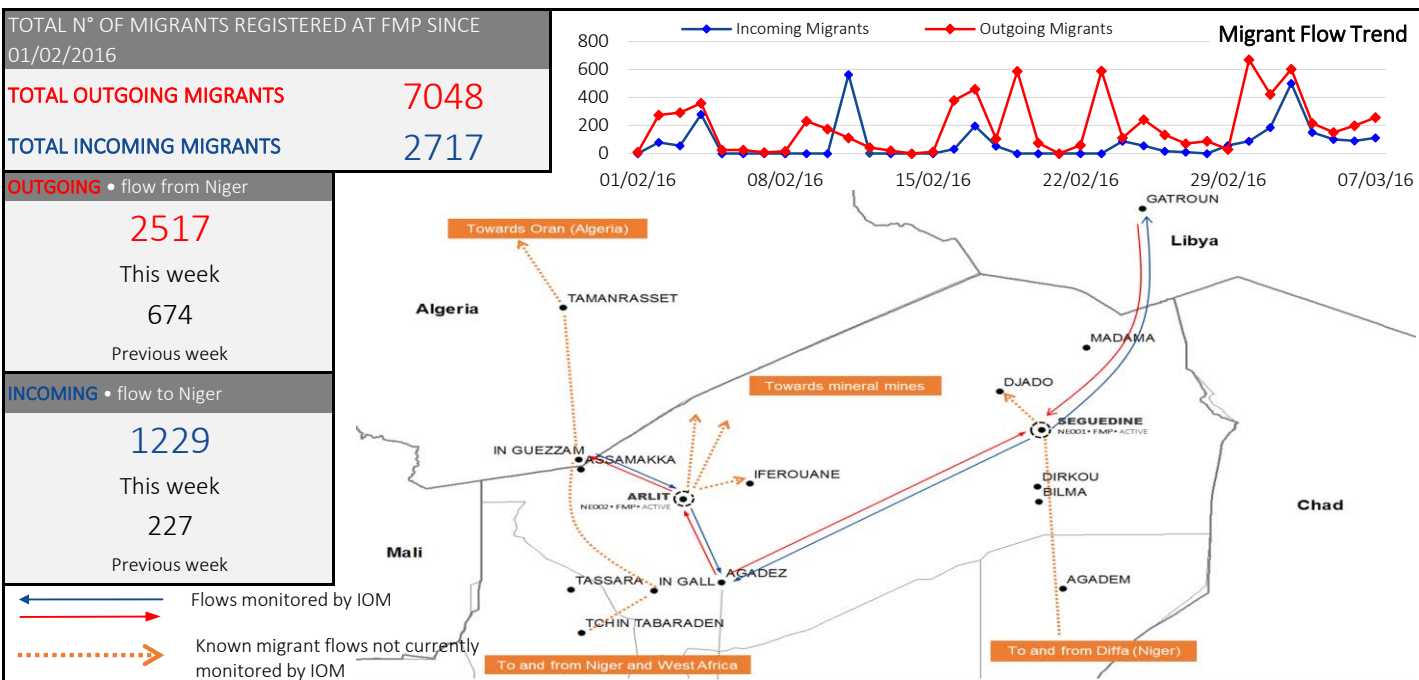 TOTAL N° OF MIGRANTS REGISTERED AT FMP SINCE
01/02/2016
TOTAL OUTGOING MIGRANTS 7048
TOTAL INCOMING MIGRANTS 2717
OUTGOING • flow from Niger
2517
This week
674
Previous week
INCOMING • flow to Niger
1229
This week
227
Previous week
Flows monitored by IOM
Known migrant flows not currently
monitored by IOM
Incoming Migrants
Outgoing Migrants
Migrant Flow Trend
800
600
400
200
0
01/02/16
08/02/16
15/02/16
22/02/16
29/02/16
07/03/16
GATROUN
Towards Oran (Algeria)
Libya
TAMANRASSET
Algeria
MADAMA
Towards mineral mines
DJADO
SEGUEDINE
NE001 • FMP • ACTIVE
IN GUEZZAM
ASSAMAKKA
IFEROUANE
DIRKOU
BILMA
ARLIT
NE002 • FMP • ACTIVE
Chad
Mali
AGADEZ
TASSARA
IN GALL
AGADEM
TCHIN TABARADEN
To and from Diffa (Niger)
To and from Niger and West Africa